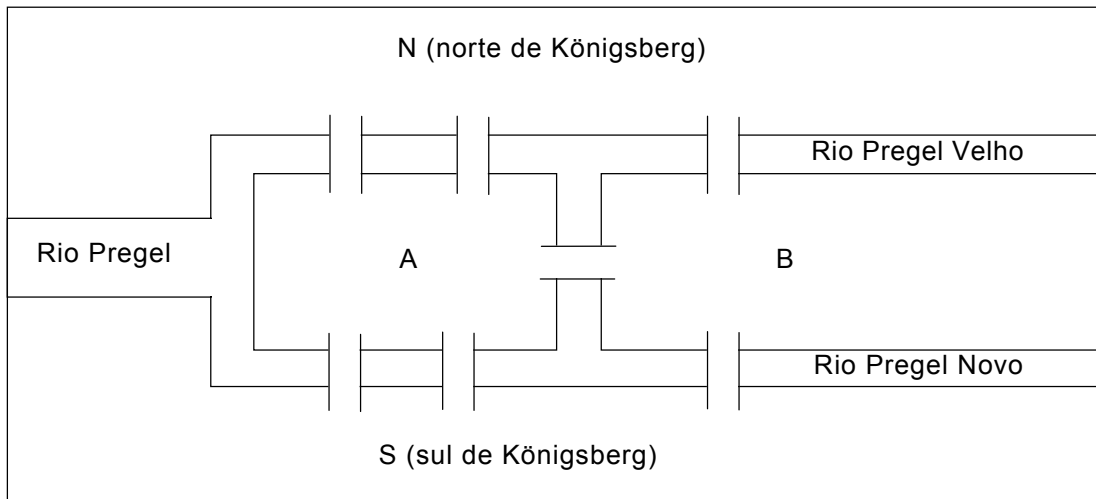 N (norte de Königsberg)
Rio Pregel Velho
Rio Pregel
A
B
Rio Pregel Novo
S (sul de Königsberg)